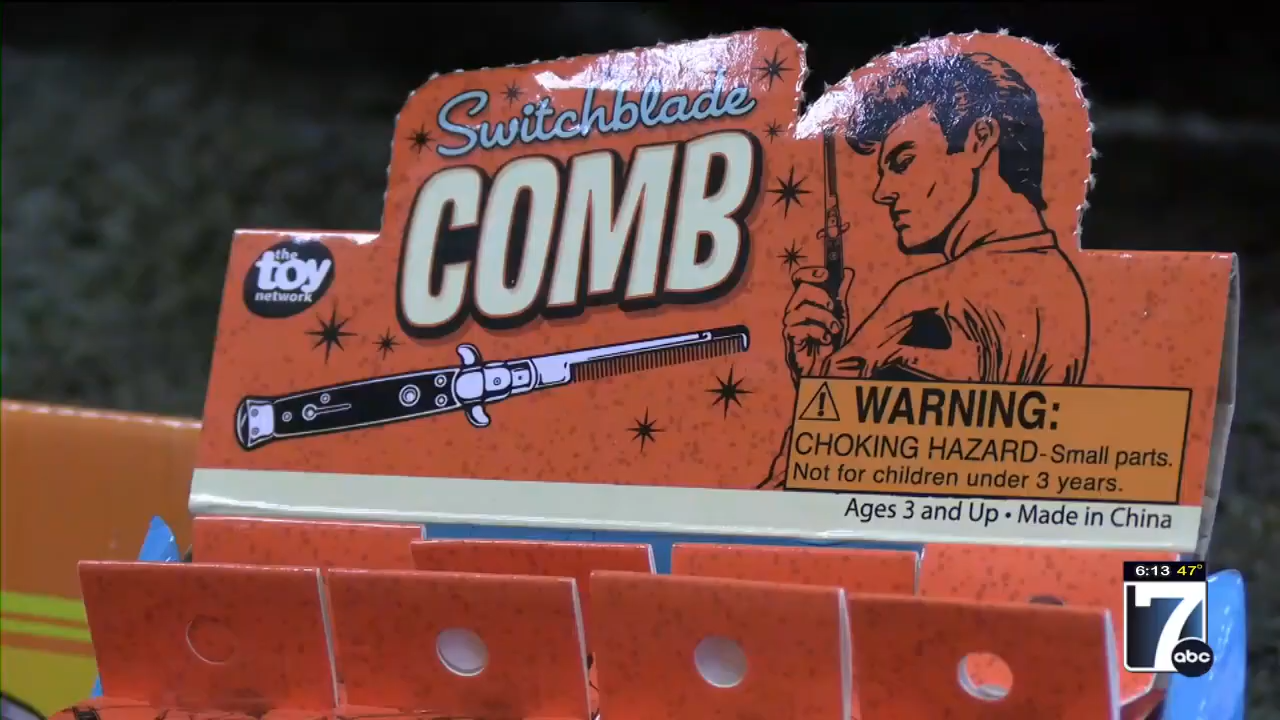 Switchblade
COMB
the
toy
network
WARNING:
CHOKING HAZARD-Small parts.
Not for children under 3 years.
Ages 3 and Up • Made in China
6:13 47°
7
abc